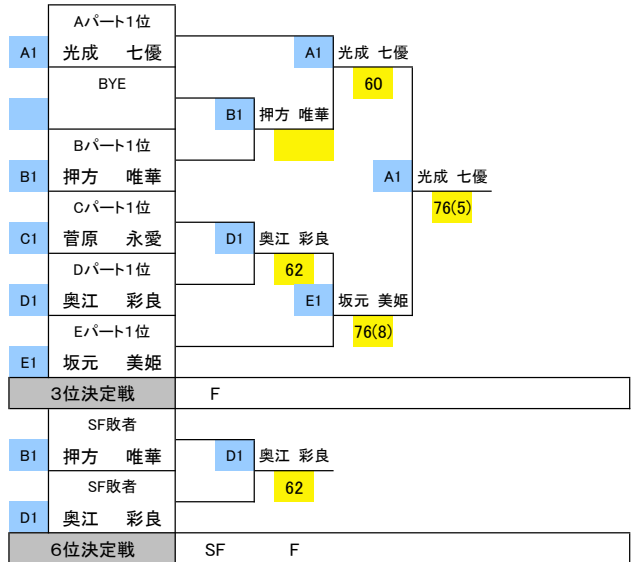 Aパート1位
A1 光成 七優 A1 光成 七優
BYE 60
B1 押方 唯華
Bパート1位
B1 押方 唯華 A1 光成 七優
Cパート1位 76(5)
C1 菅原 永愛 D1 奥江 彩良
Dパート1位 62
D1 奥江 彩良 E1 坂元 美姫
Eパート1位 76(8)
E1 坂元 美姫
3位決定戦 F
SF敗者
B1 押方 唯華 D1 奥江 彩良
SF敗者 62
D1 奥江 彩良
6位決定戦 SF F